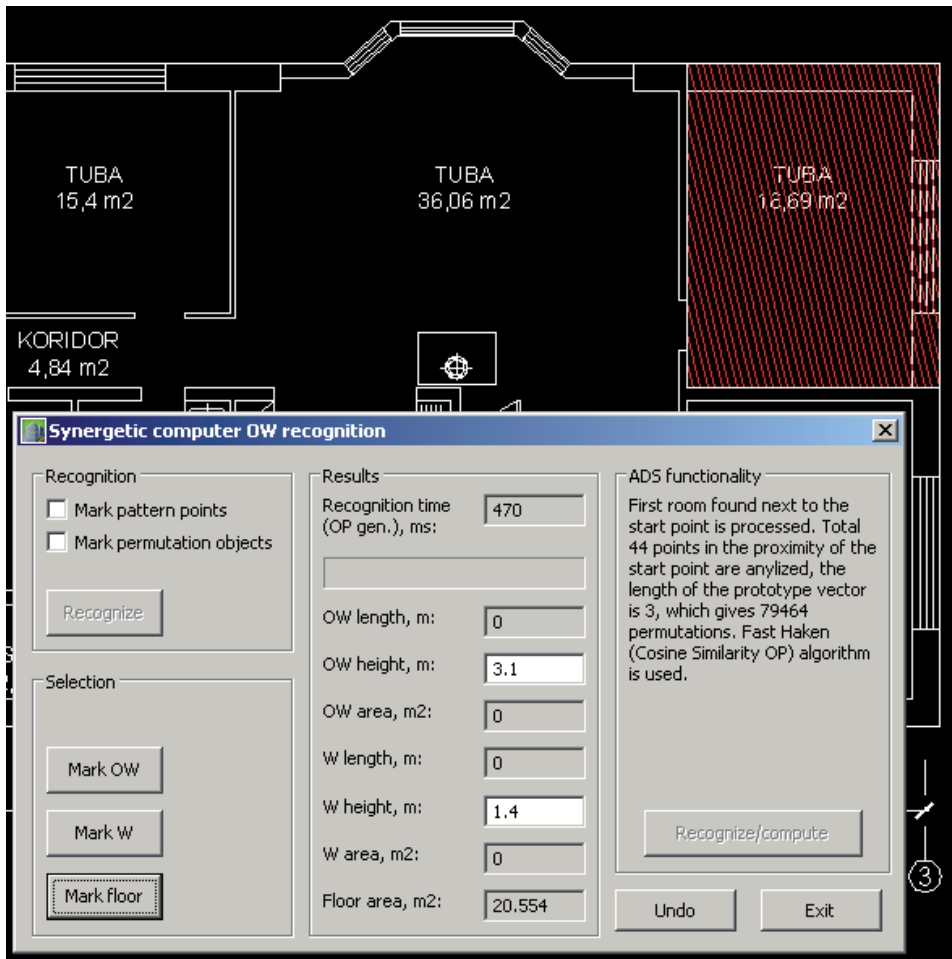 TUBA
15,4 m2
TUBA
36,06 m2
TUBA
18,69 m2
KORIDOR
4,84 m2
Synergetic computer OW recognition
Recognition
Mark pattern points
Mark permutation objects
Recognize
Selection
Mark OW
Mark W
Mark floor
Results
Recognition time
(OP gen.), ms:
470
OW length, m:
0
OW height, m:
3.1
OW area, m2:
0
W length, m:
0
W height, m:
1.4
W area, m2:
0
Floor area, m2:
20.554
ADS functionality
First room found next to the
start point is processed. Total
44 points in the proximity of the
start point are anylized, the
length of the prototype vector
is 3, which gives 79464
permutations. Fast Haken
(Cosine Similarity OP) algorithm
is used.
Recognize/compute
Undo
Exit
3